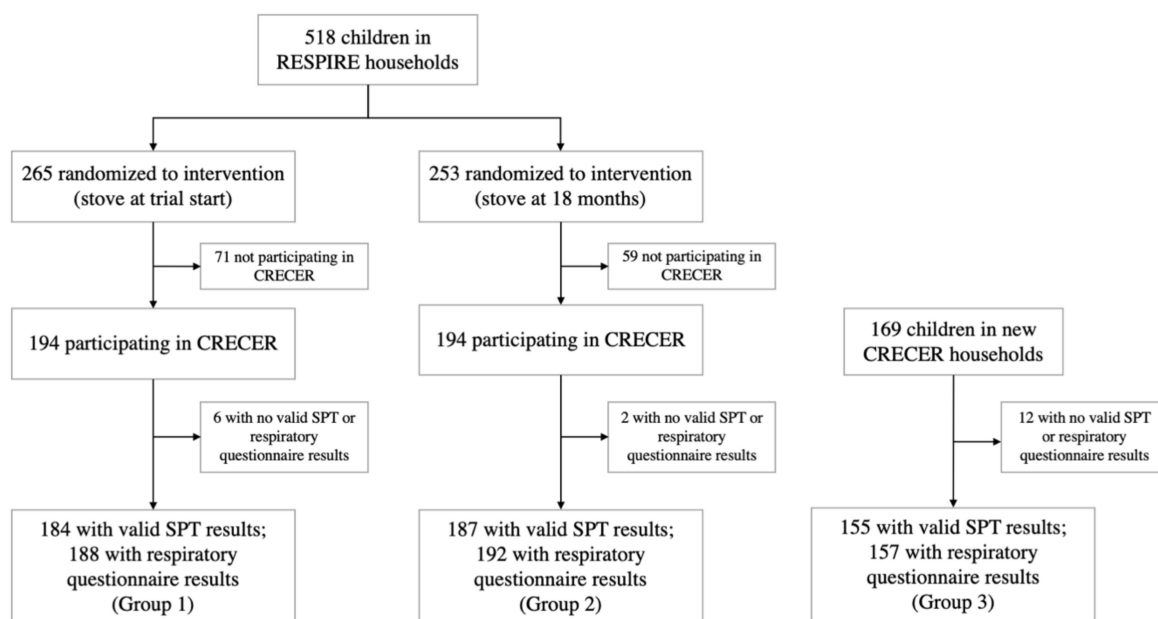 518 children in
RESPIRE households
265 randomized to intervention
(stove at trial start)
253 randomized to intervention
(stove at 18 months)
71 not participating in
CRECER
59 not participating in
CRECER
194 participating in CRECER
194 participating in CRECER
169 children in new
CRECER households
6 with no valid SPT or
respiratory
questionnaire results
2 with no valid SPT or
respiratory
questionnaire results
12 with no valid SPT
or respiratory
questionnaire results
184 with valid SPT results;
188 with respiratory
questionnaire results
(Group 1)
187 with valid SPT results;
192 with respiratory
questionnaire results
(Group 2)
155 with valid SPT results;
157 with respiratory
questionnaire results
(Group 3)